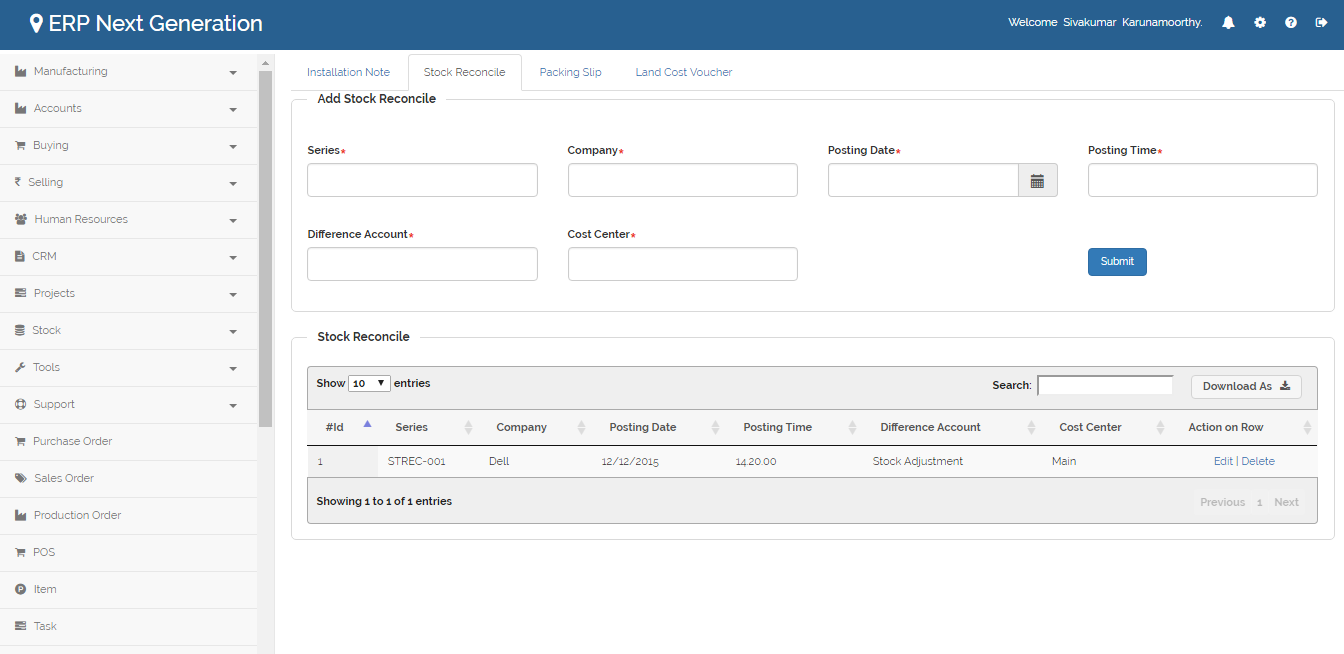 ERP Next Generation
Welcome Sivakumar Karunamoorthy.
Manufacturing
Accounts
Buying
Selling
Human Resources
CRM
Projects
Stock
Tools
Support
Purchase Order
Sales Order
Production Order
POS
Item
Task
Installation Note Stock Reconcile Packing Slip Land Cost Voucher
Add Stock Reconcile
Series* Company* Posting Date* Posting Time*
Difference Account* Cost Center*
Submit
Stock Reconcile
Show 10 entries Search: Download As
#Id Series Company Posting Date Posting Time Difference Account Cost Center Action on Row
1 STREC-001 Dell 12/12/2015 14.20.00 Stock Adjustment Main Edit | Delete
Showing 1 to 1 of 1 entries Previous 1 Next